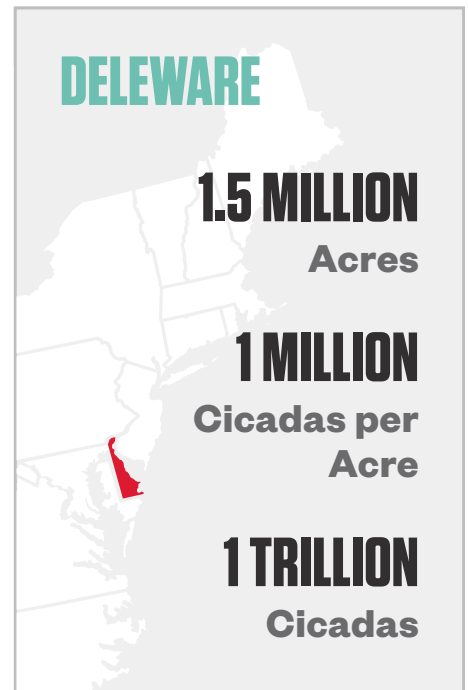 DELEWARE
1.5 MILLION
Acres
1 MILLION
Cicadas per
Acre
1 TRILLION
Cicadas